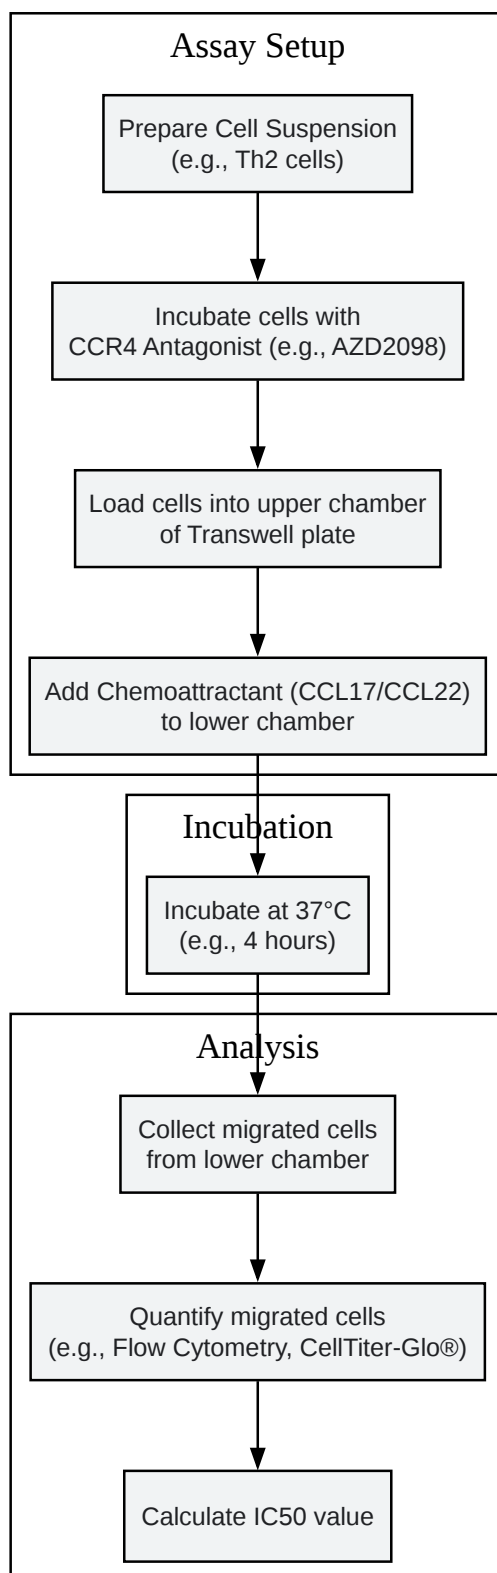 Assay Setup
Prepare Cell Suspension
(e.g., Th2 cells)
Incubate cells with
CCR4 Antagonist (e.g., AZD2098)
Load cells into upper chamber
of Transwell plate
Add Chemoattractant (CCL17/CCL22)
to lower chamber
Incubation
Incubate at 37°C
(e.g., 4 hours)
Analysis
Collect migrated cells
from lower chamber
Quantify migrated cells
(e.g., Flow Cytometry, CellTiter-Glo®)
Calculate IC50 value